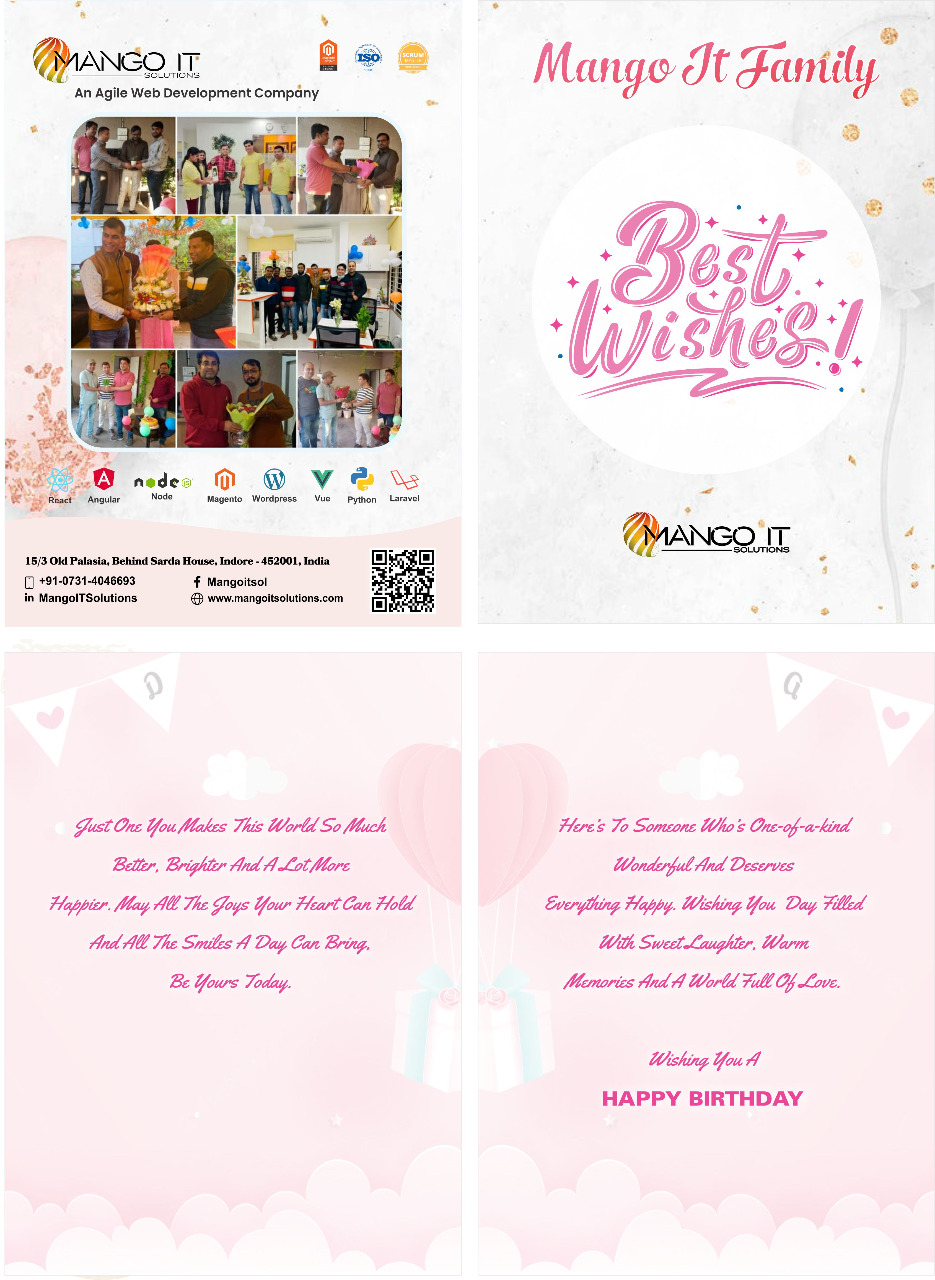 MANGO IT
SOLUTIONS
ISO
SCRUM
An Agile Web Development Company
React
Angular
node JS
Node
Magento
Wordpress
Vue
Python
Laravel
15/3 Old Palasia, Behind Sarda House, Indore - 452001, India
+91-0731-4046693
Mangoitsol
in MangoITSolutions
www.mangoitsolutions.com
Mango It Family
Best
Wishes!
MANGO IT
SOLUTIONS
D
Just One You Makes This World So Much
Better, Brighter And A Lot More
Happier. May All The Joys Your Heart Can Hold
And All The Smiles A Day Can Bring,
Be Yours Today.
G
Here's To Someone Who's One-of-a-kind
Wonderful And Deserves
Everything Happy. Wishing You Day Filled
With Sweet Laughter, Warm
Memories And A World Full Of Love.
Wishing You A
HAPPY BIRTHDAY